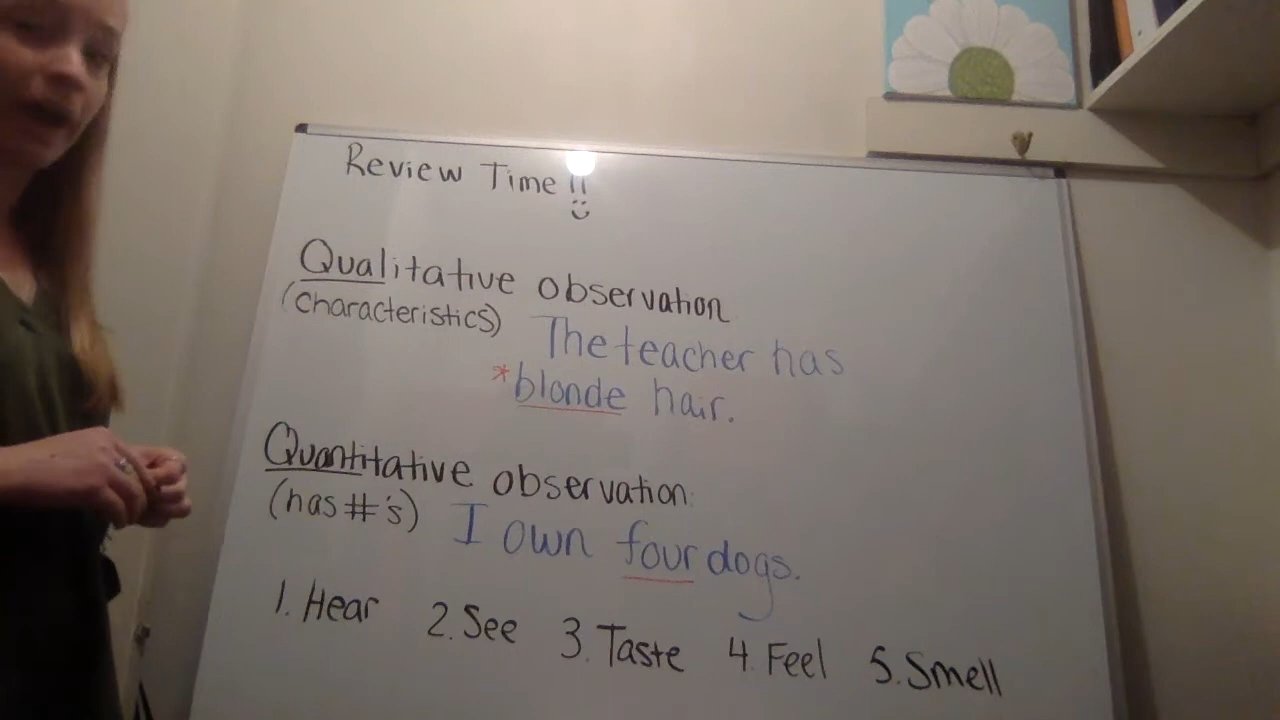 Review Time !!
Qualitative observation
(characteristics) The teacher has
*blonde hair.
Quantitative observation
(has #'s) I own four dogs.
1. Hear 2. See 3. Taste 4. Feel 5. Smell